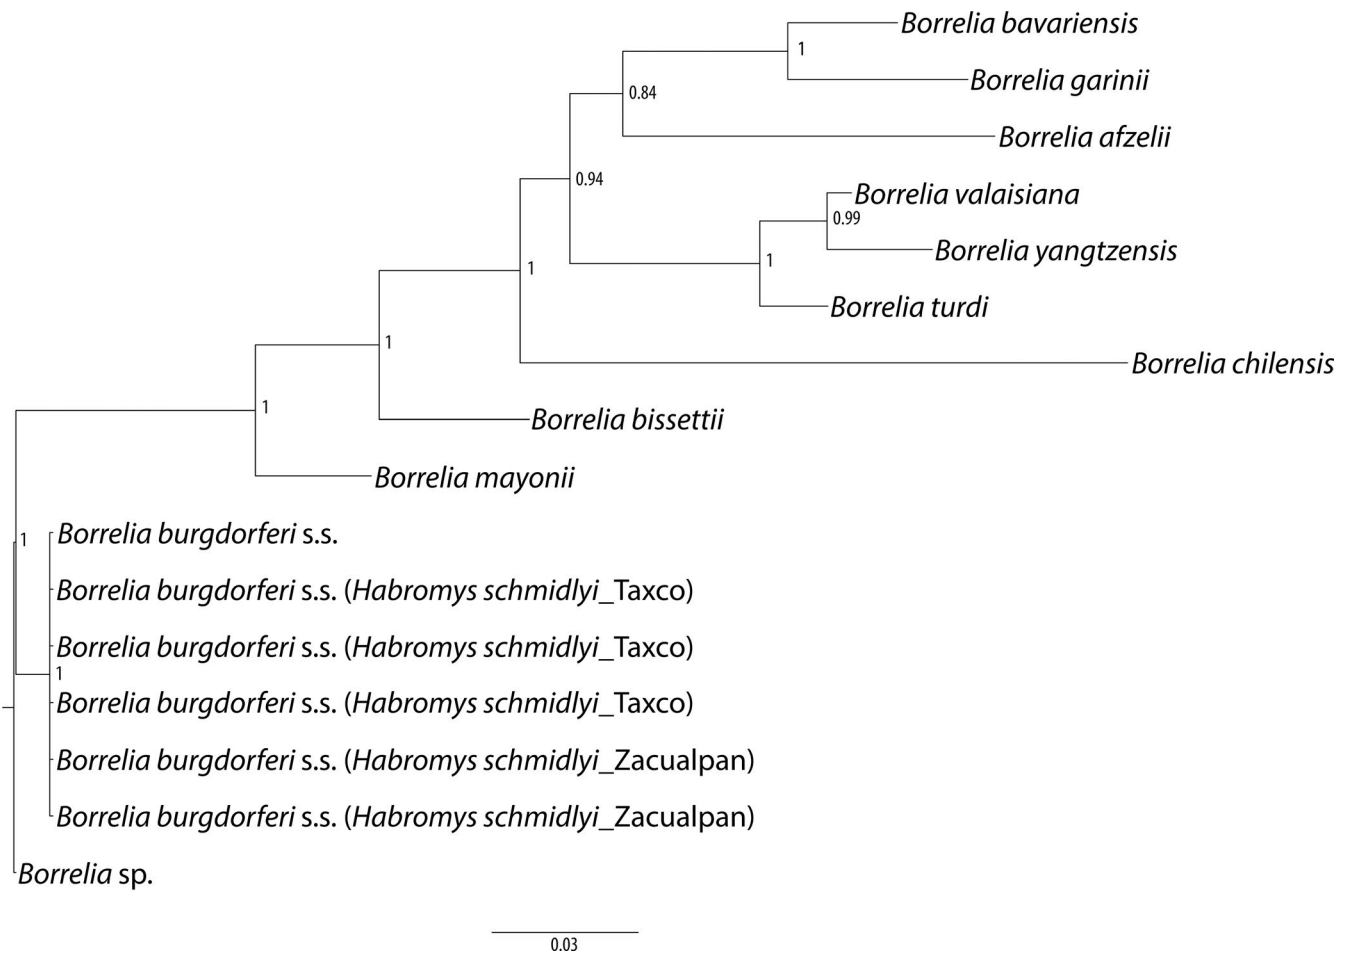 Borrelia bavariensis
1
Borrelia garinii
0.84
Borrelia afzelii
0.94
Borrelia valaisiana
0.99
Borrelia yangtzensis
1
1
Borrelia turdi
1
Borrelia chilensis
1
Borrelia bissettii
Borrelia mayonii
1
Borrelia burgdorferi s.s.
Borrelia burgdorferi s.s. (Habromys schmidlyi_Taxco)
Borrelia burgdorferi s.s. (Habromys schmidlyi_Taxco)
1
Borrelia burgdorferi s.s. (Habromys schmidlyi_Taxco)
Borrelia burgdorferi s.s. (Habromys schmidlyi_Zacualpan)
Borrelia burgdorferi s.s. (Habromys schmidlyi_Zacualpan)
Borrelia sp.
0.03